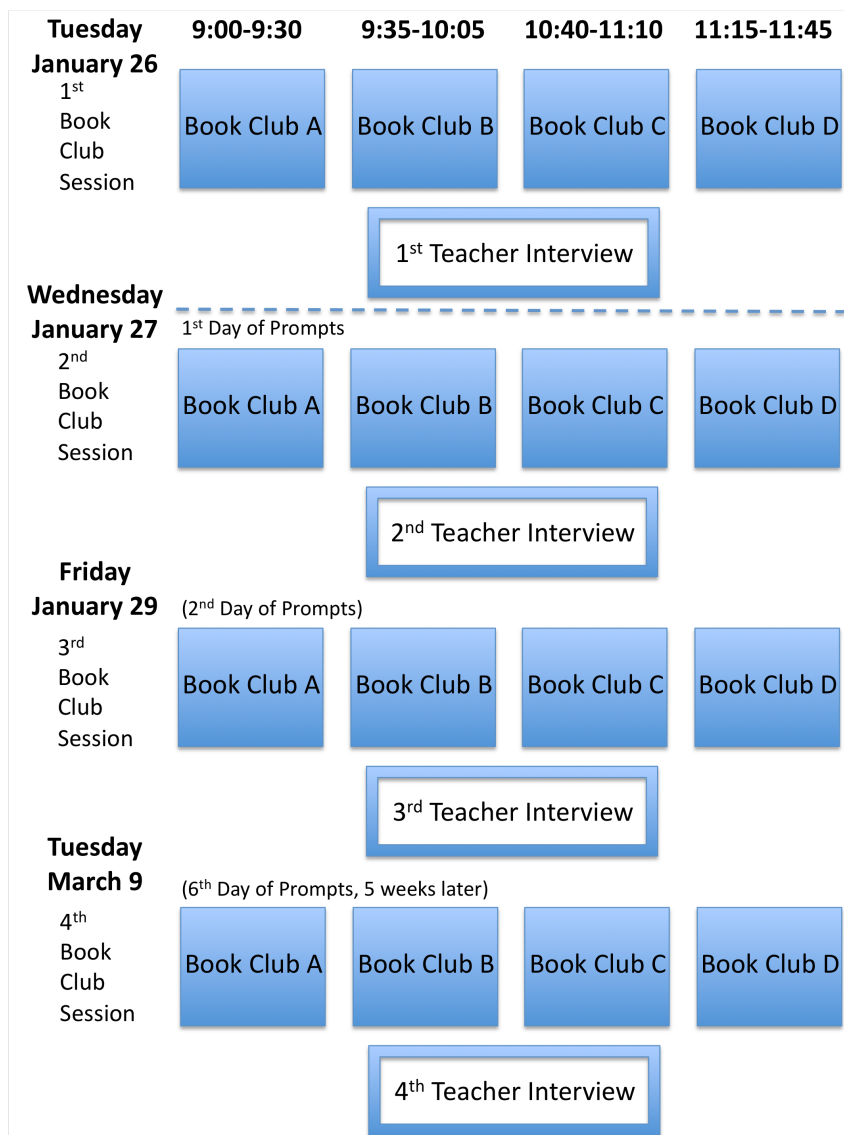 Tuesday 9:00-9:30 9:35-10:05 10:40-11:10 11:15-11:45
January 26
1st
Book
Club
Session
Book Club A Book Club B Book Club C Book Club D
1st Teacher Interview
Wednesday
January 27 1st Day of Prompts
2nd
Book
Club
Session
Book Club A Book Club B Book Club C Book Club D
2nd Teacher Interview
Friday
January 29 (2nd Day of Prompts)
3rd
Book
Club
Session
Book Club A Book Club B Book Club C Book Club D
3rd Teacher Interview
Tuesday
March 9 (6th Day of Prompts, 5 weeks later)
4th
Book
Club
Session
Book Club A Book Club B Book Club C Book Club D
4th Teacher Interview